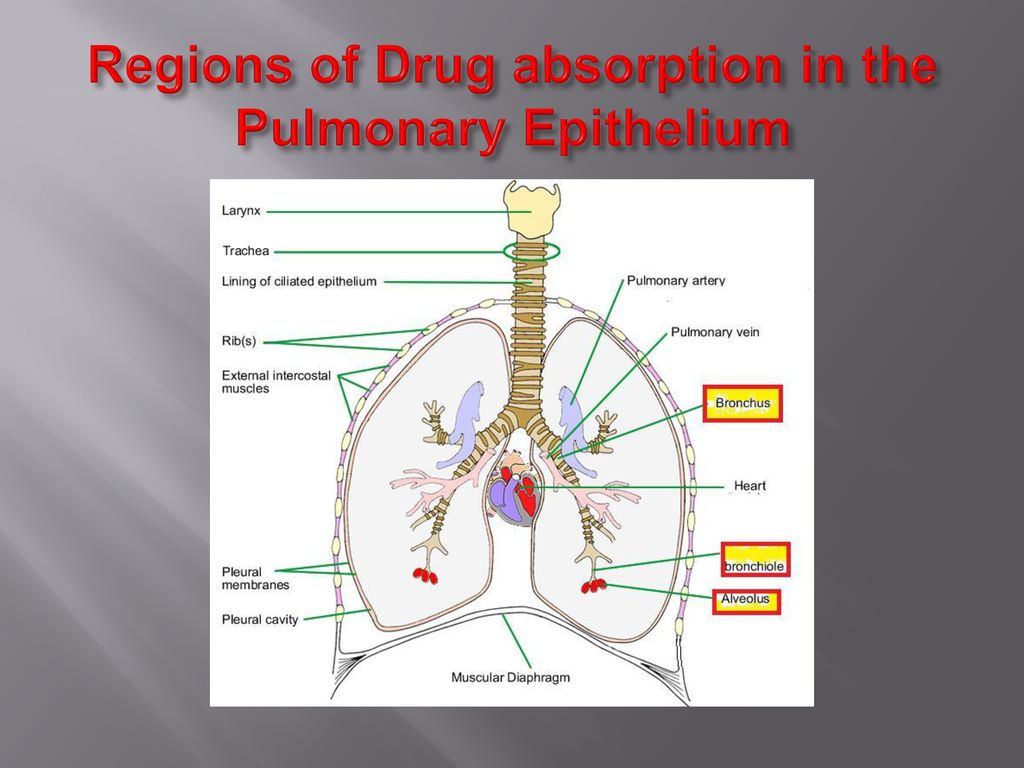 Regions of Drug absorption in the
Pulmonary Epithelium
Larynx
Trachea
Lining of ciliated epithelium
Rib(s)
External intercostal
muscles
Pleural
membranes
Pleural cavity
Pulmonary artery
Pulmonary vein
Bronchus
Heart
bronchiole
Alveolus
Muscular Diaphragm